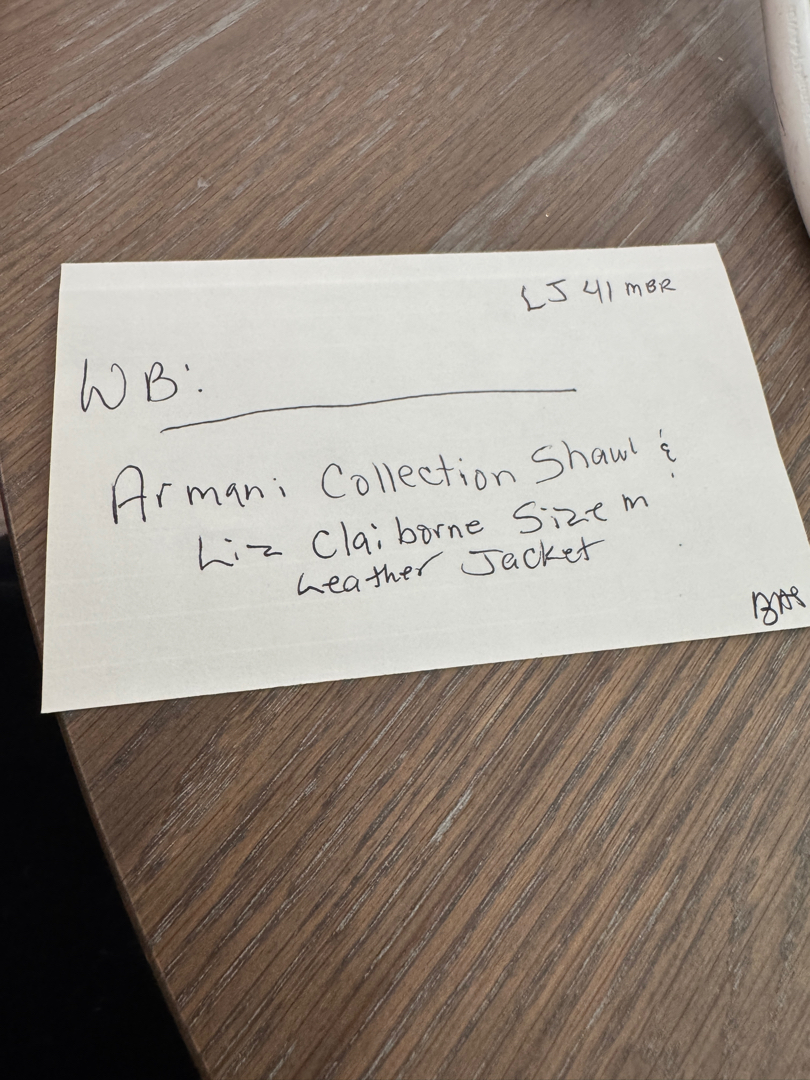 LJ 41 MBR
WB:
Armani Collection Shawl &
Liz Claiborne Size m
Leather Jacket